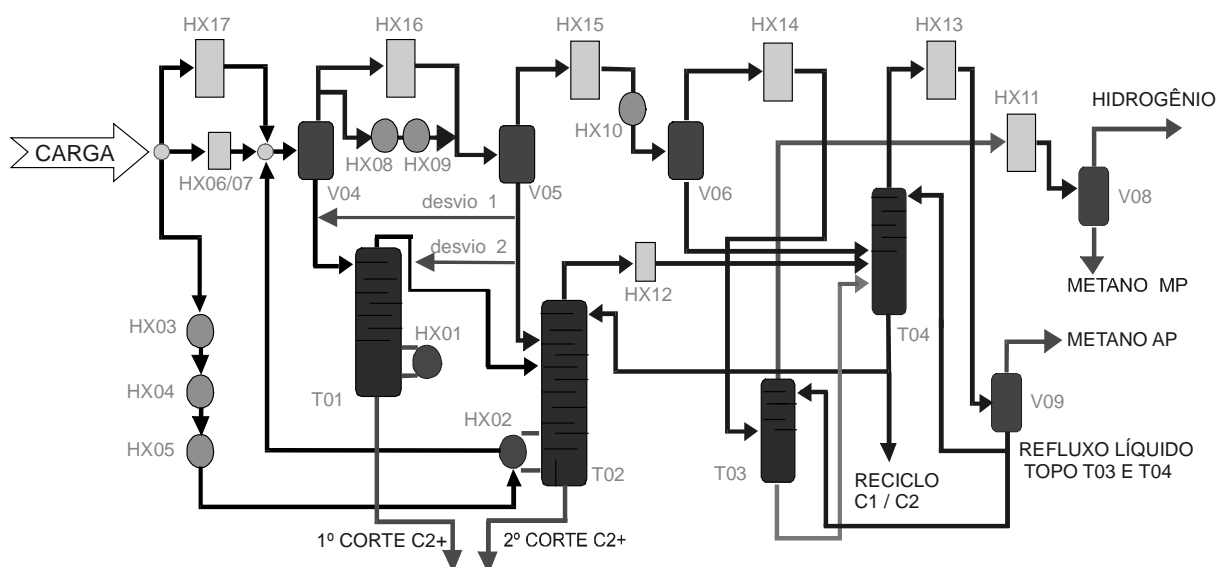 HX17
HX16
HX15
HX14
HX13
HX11
HIDROGÊNIO
CARGA
HX06/07
HX08
HX09
HX10
V04
V05
V06
V08
desvio 1
desvio 2
HX12
METANO MP
HX03
HX01
T04
METANO AP
HX04
T01
HX02
V09
HX05
T02
T03
REFLUXO LÍQUIDO
TOPO T03 E T04
RECICLO
C1 / C2
1º CORTE C2+
2º CORTE C2+